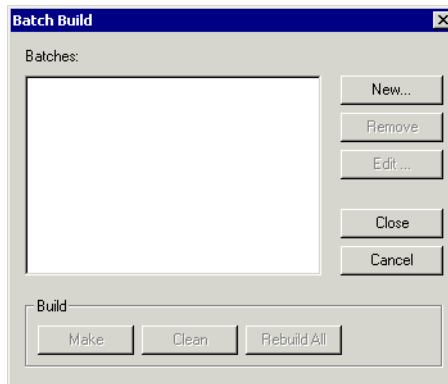 Batch Build
Batches:
New...
Remove
Edit ...
Close
Cancel
Build
Make
Clean
Rebuild All